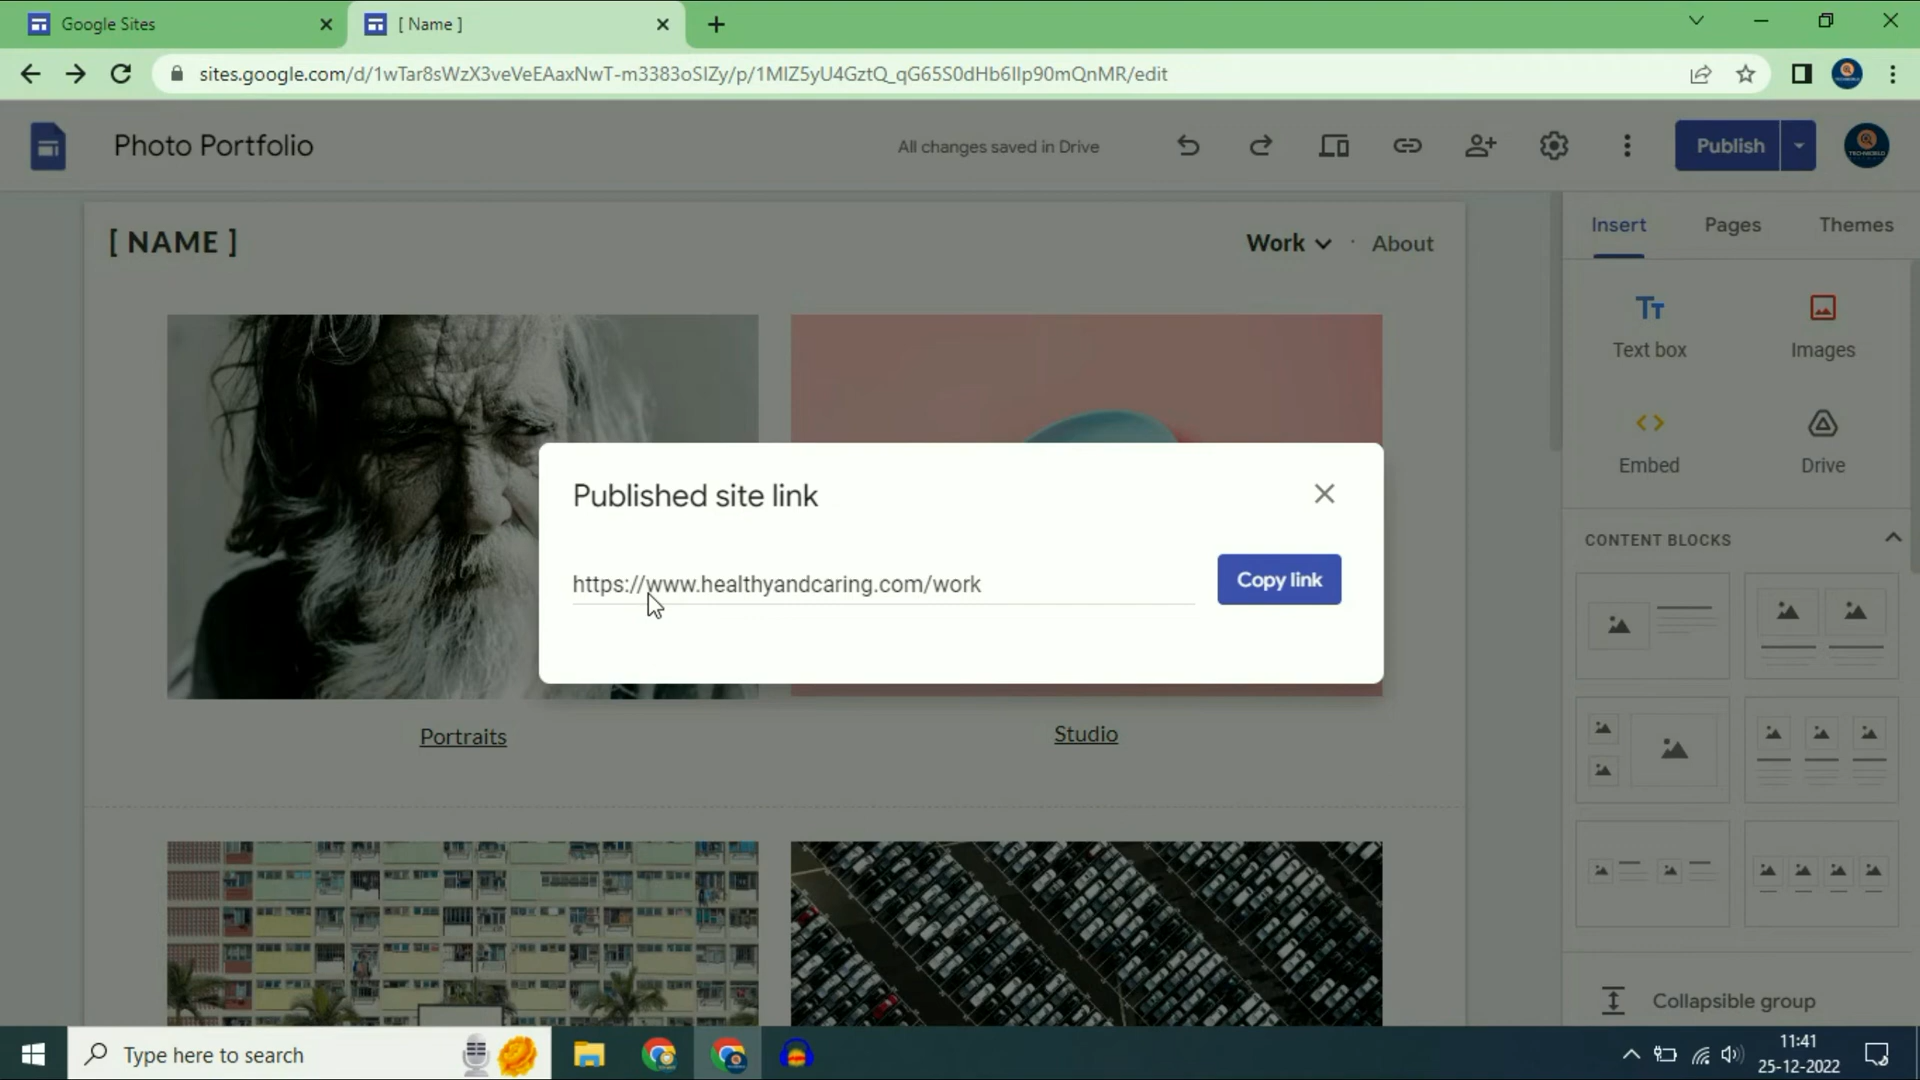 Google Sites
[ Name ]
sites.google.com/d/1wTar8sWzX3veVeEAaxNwT-m3383oSIZy/p/1MIZ5yU4GztQ_qG65S0dHb6IIp90mQnMR/edit
Photo Portfolio
All changes saved in Drive
Publish
[ NAME ]
Work · About
Insert Pages Themes
Text box
Images
Embed
Drive
Published site link
https://www.healthyandcaring.com/work
Copy link
CONTENT BLOCKS
Portraits
Studio
Collapsible group
Type here to search
11:41
25-12-2022